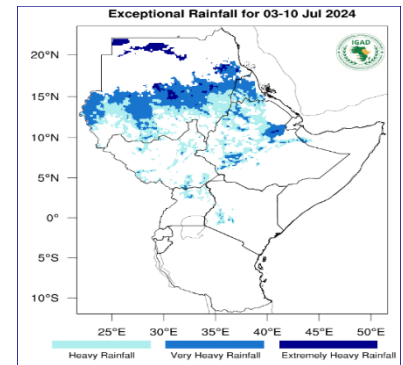 Exceptional Rainfall for 03-10 Jul 2024
IGAD
20°N
15°N
10°N
5°N
0°
5°S
10°S
25°E 30°E 35°E 40°E 45°E 50°E
Heavy Rainfall Very Heavy Rainfall Extremely Heavy Rainfall